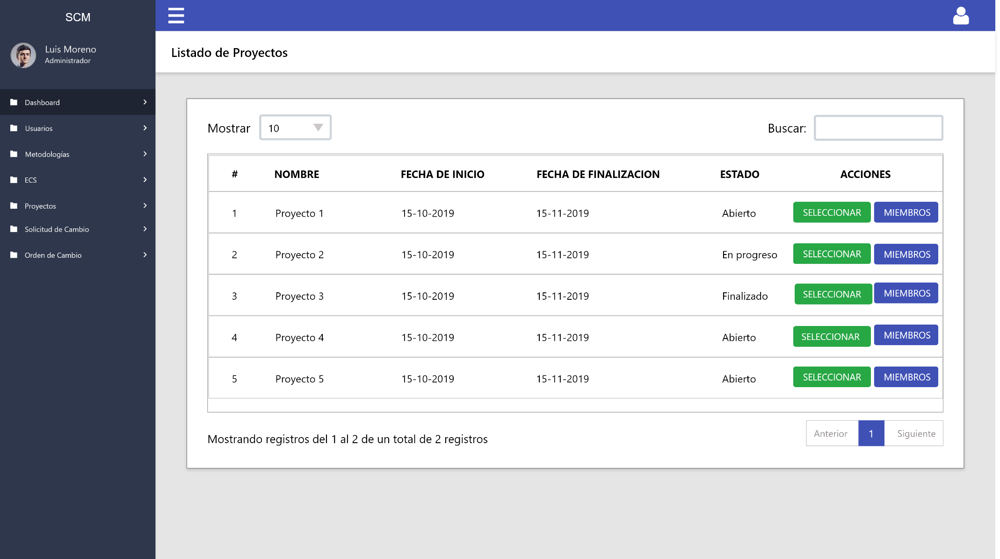 SCM
Luis Moreno
Administrador
Dashboard
Usuarios
Metodologías
ECS
Proyectos
Solicitud de Cambio
Orden de Cambio
Listado de Proyectos
Mostrar 10 Buscar:
# NOMBRE FECHA DE INICIO FECHA DE FINALIZACION ESTADO ACCIONES
1 Proyecto 1 15-10-2019 15-11-2019 Abierto SELECCIONAR MIEMBROS
2 Proyecto 2 15-10-2019 15-11-2019 En progreso SELECCIONAR MIEMBROS
3 Proyecto 3 15-10-2019 15-11-2019 Finalizado SELECCIONAR MIEMBROS
4 Proyecto 4 15-10-2019 15-11-2019 Abierto SELECCIONAR MIEMBROS
5 Proyecto 5 15-10-2019 15-11-2019 Abierto SELECCIONAR MIEMBROS
Mostrando registros del 1 al 2 de un total de 2 registros
Anterior 1 Siguiente